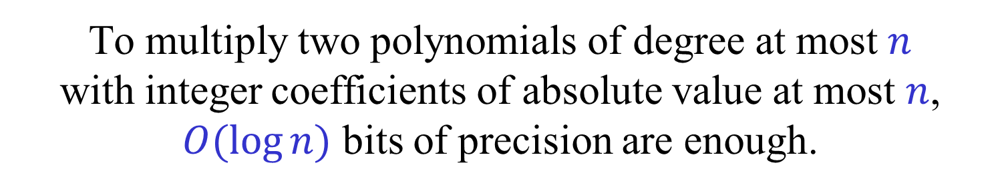 To multiply two polynomials of degree at most n
with integer coefficients of absolute value at most n,
O(log n) bits of precision are enough.